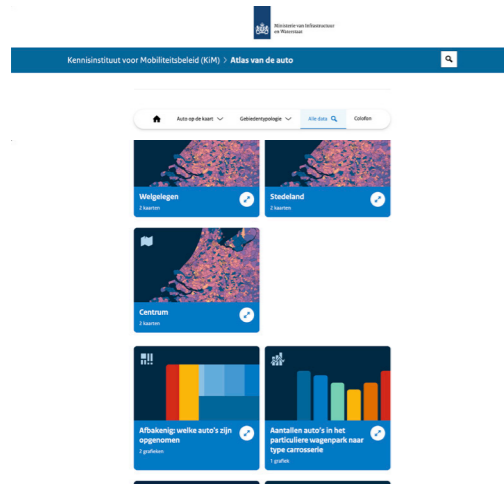 Ministerie van Infrastructuur
en Waterstaat
Kennisinstituut voor Mobiliteitsbeleid (KiM) > Atlas van de auto
Auto op de kaart Gebiedentypologie Alle data Colofon
Welgelegen
2 kaarten
Stedeland
2 kaarten
Centrum
2 kaarten
Afbakenig: welke auto's zijn
opgenomen
2 grafieken
Aantallen auto's in het
particuliere wagenpark naar
type carrosserie
1 grafiek